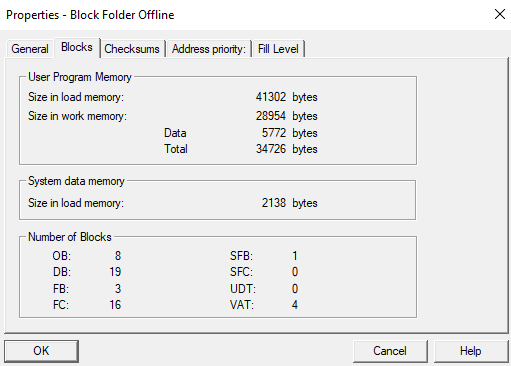 Properties - Block Folder Offline
General Blocks Checksums Address priority: Fill Level
User Program Memory
Size in load memory: 41302 bytes
Size in work memory: 28954 bytes
Data 5772 bytes
Total 34726 bytes
System data memory
Size in load memory: 2138 bytes
Number of Blocks
OB: 8 SFB: 1
DB: 19 SFC: 0
FB: 3 UDT: 0
FC: 16 VAT: 4
OK Cancel Help